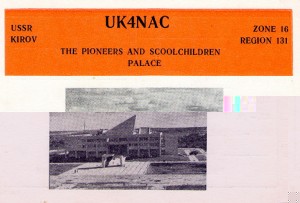 UK4NAC
USSR
KIROV
ZONE 16
REGION 131
THE PIONEERS AND SCOOLCHILDREN
PALACE